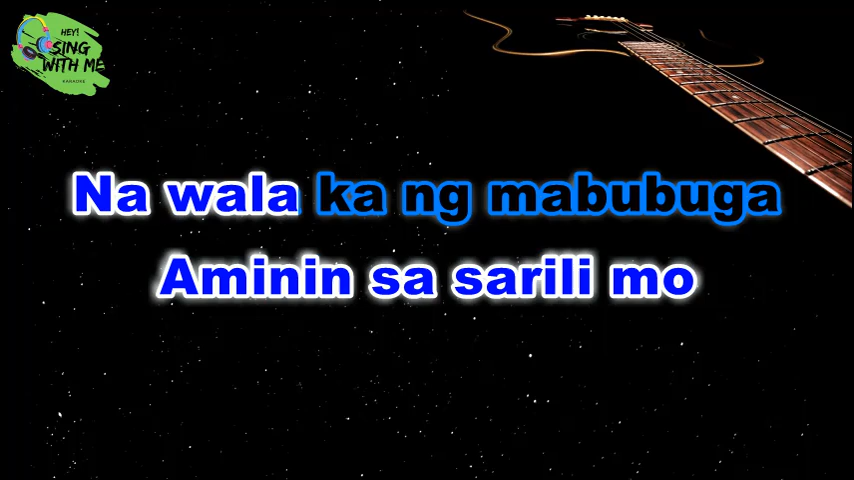 HEY!
SING
WITH ME
KARAOKE
Na wala ka ng mabubuga
Aminin sa sarili mo